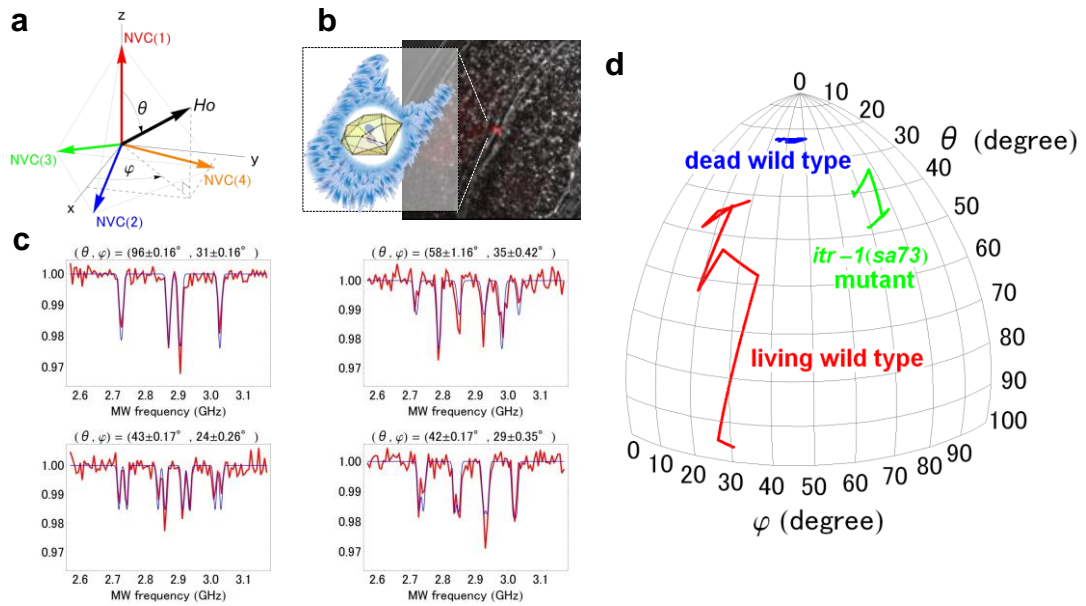 a
z
NVC(1)
θ
Ho
NVC(3)
y
φ
NVC(4)
x
NVC(2)
b
c
(θ, φ) = (96±0.16°, 31±0.16°)
1.00
0.99
0.98
0.97
2.6 2.7 2.8 2.9 3.0 3.1
MW frequency (GHz)
(θ, φ) = (58±1.16°, 35±0.42°)
1.00
0.99
0.98
0.97
2.6 2.7 2.8 2.9 3.0 3.1
MW frequency (GHz)
(θ, φ) = (43±0.17°, 24±0.26°)
1.00
0.99
0.98
0.97
2.6 2.7 2.8 2.9 3.0 3.1
MW frequency (GHz)
(θ, φ) = (42±0.17°, 29±0.35°)
1.00
0.99
0.98
0.97
2.6 2.7 2.8 2.9 3.0 3.1
MW frequency (GHz)
d
0 10 20 30 40 50 60 70 80 90 100
θ (degree)
dead wild type
itr-1(sa73)
mutant
living wild type
0 10 20 30 40 50 60 70 80 90
φ (degree)